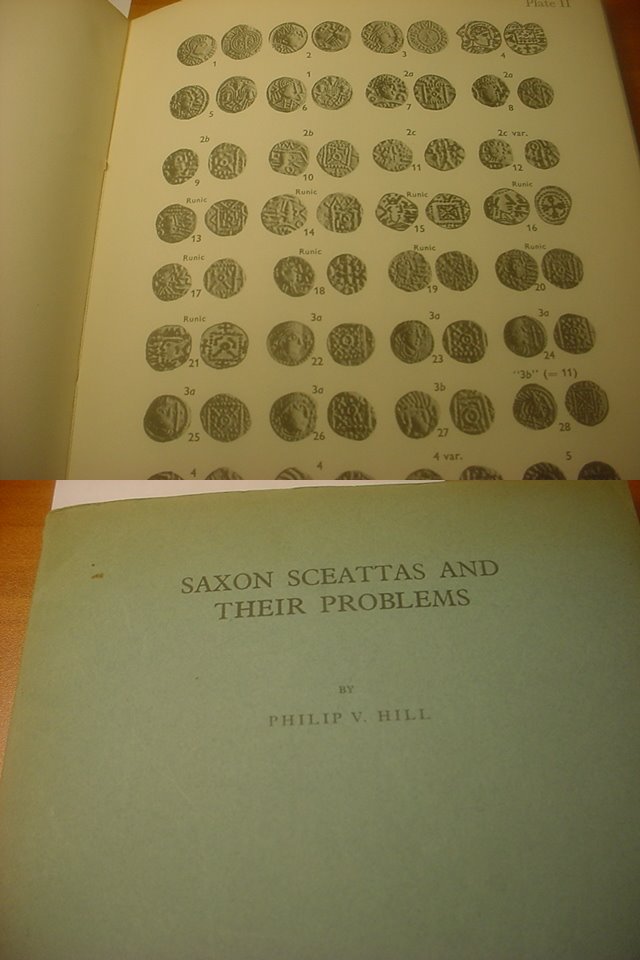 Plate II
1 2 3 4
1 2a 2a
5 6 7 8
2b 2b 2c 2c var.
9 10 11 12
Runic Runic Runic Runic
13 14 15 16
Runic Runic Runic Runic
17 18 19 20
Runic 3a 3a 3a
21 22 23 24
3a 3a 3b "3b" (= 11)
25 26 27 28
4 4 4 var. 5
SAXON SCEATTAS AND
THEIR PROBLEMS
BY
PHILIP V. HILL